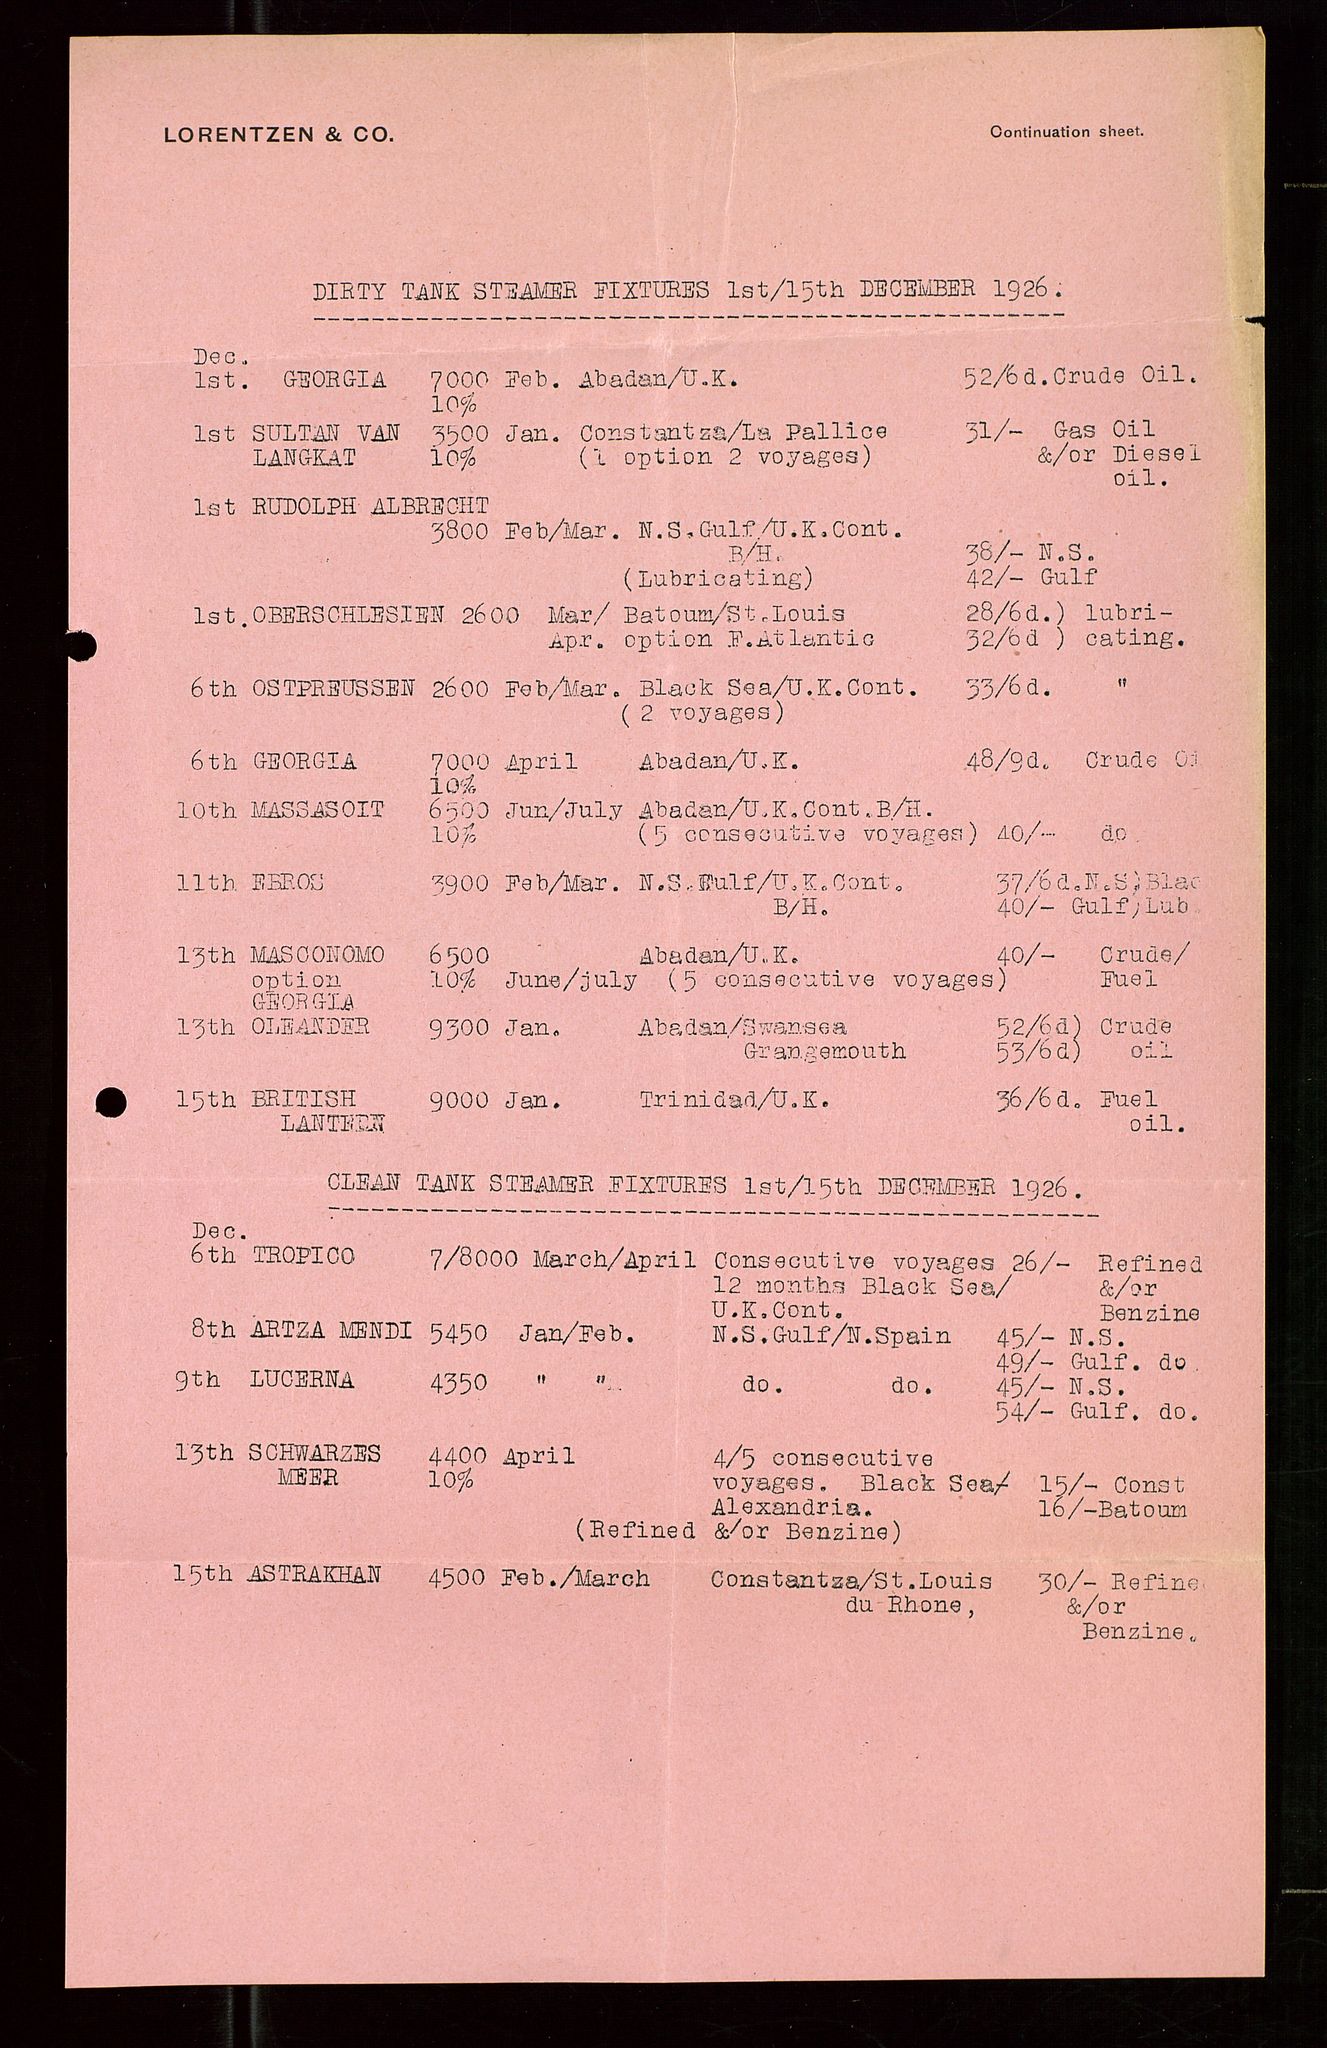 LORENTZEN & CO. Continuation sheet.
DIRTY TANK STEAMER FIXTURES 1st/15th DECEMBER 1926.
Dec.
1st. GEORGIA 7000 Feb. Abadan/U.K. 52/6d. Crude Oil.
10%
1st SULTAN VAN 3500 Jan. Constantza/La Pallice 31/- Gas Oil
LANGKAT 10% (1 option 2 voyages) &/or Diesel
oil.
1st RUDOLPH ALBRECHT
3800 Feb/Mar. N.S.Gulf/U.K.Cont.
B/H. 38/- N.S.
(Lubricating) 42/- Gulf
1st. OBERSCHLESIEN 2600 Mar/ Batoum/St.Louis 28/6d.) lubri-
Apr. option F.Atlantic 32/6d ) cating.
6th OSTPREUSSEN 2600 Feb/Mar. Black Sea/U.K.Cont. 33/6d. "
( 2 voyages)
6th GEORGIA 7000 April Abadan/U.K. 48/9d. Crude Oi
10%
10th MASSASOIT 6500 Jun/July Abadan/U.K.Cont.B/H.
10% (5 consecutive voyages) 40/- do.
11th EBROS 3900 Feb/Mar. N.S.Gulf/U.K.Cont. 37/6d.N.S)Blac
B/H. 40/- Gulf)Lub.
13th MASCONOMO 6500 Abadan/U.K. 40/- Crude/
option 10% June/july (5 consecutive voyages) Fuel
GEORGIA
13th OLEANDER 9300 Jan. Abadan/Swansea 52/6d) Crude
Grangemouth 53/6d) oil
15th BRITISH 9000 Jan. Trinidad/U.K. 36/6d. Fuel
LANTERN oil.
CLEAN TANK STEAMER FIXTURES 1st/15th DECEMBER 1926.
Dec.
6th TROPICO 7/8000 March/April Consecutive voyages 26/- Refined
12 months Black Sea/ &/or
U.K.Cont. Benzine
8th ARTZA MENDI 5450 Jan/Feb. N.S.Gulf/N.Spain 45/- N.S.
49/- Gulf. do.
9th LUCERNA 4350 " " do. do. 45/- N.S.
54/- Gulf. do.
13th SCHWARZES 4400 April 4/5 consecutive
MEER 10% voyages. Black Sea/ 15/- Const
Alexandria. 16/-Batoum
(Refined &/or Benzine)
15th ASTRAKHAN 4500 Feb./March Constantza/St.Louis 30/- Refine
du Rhone, &/or
Benzine.